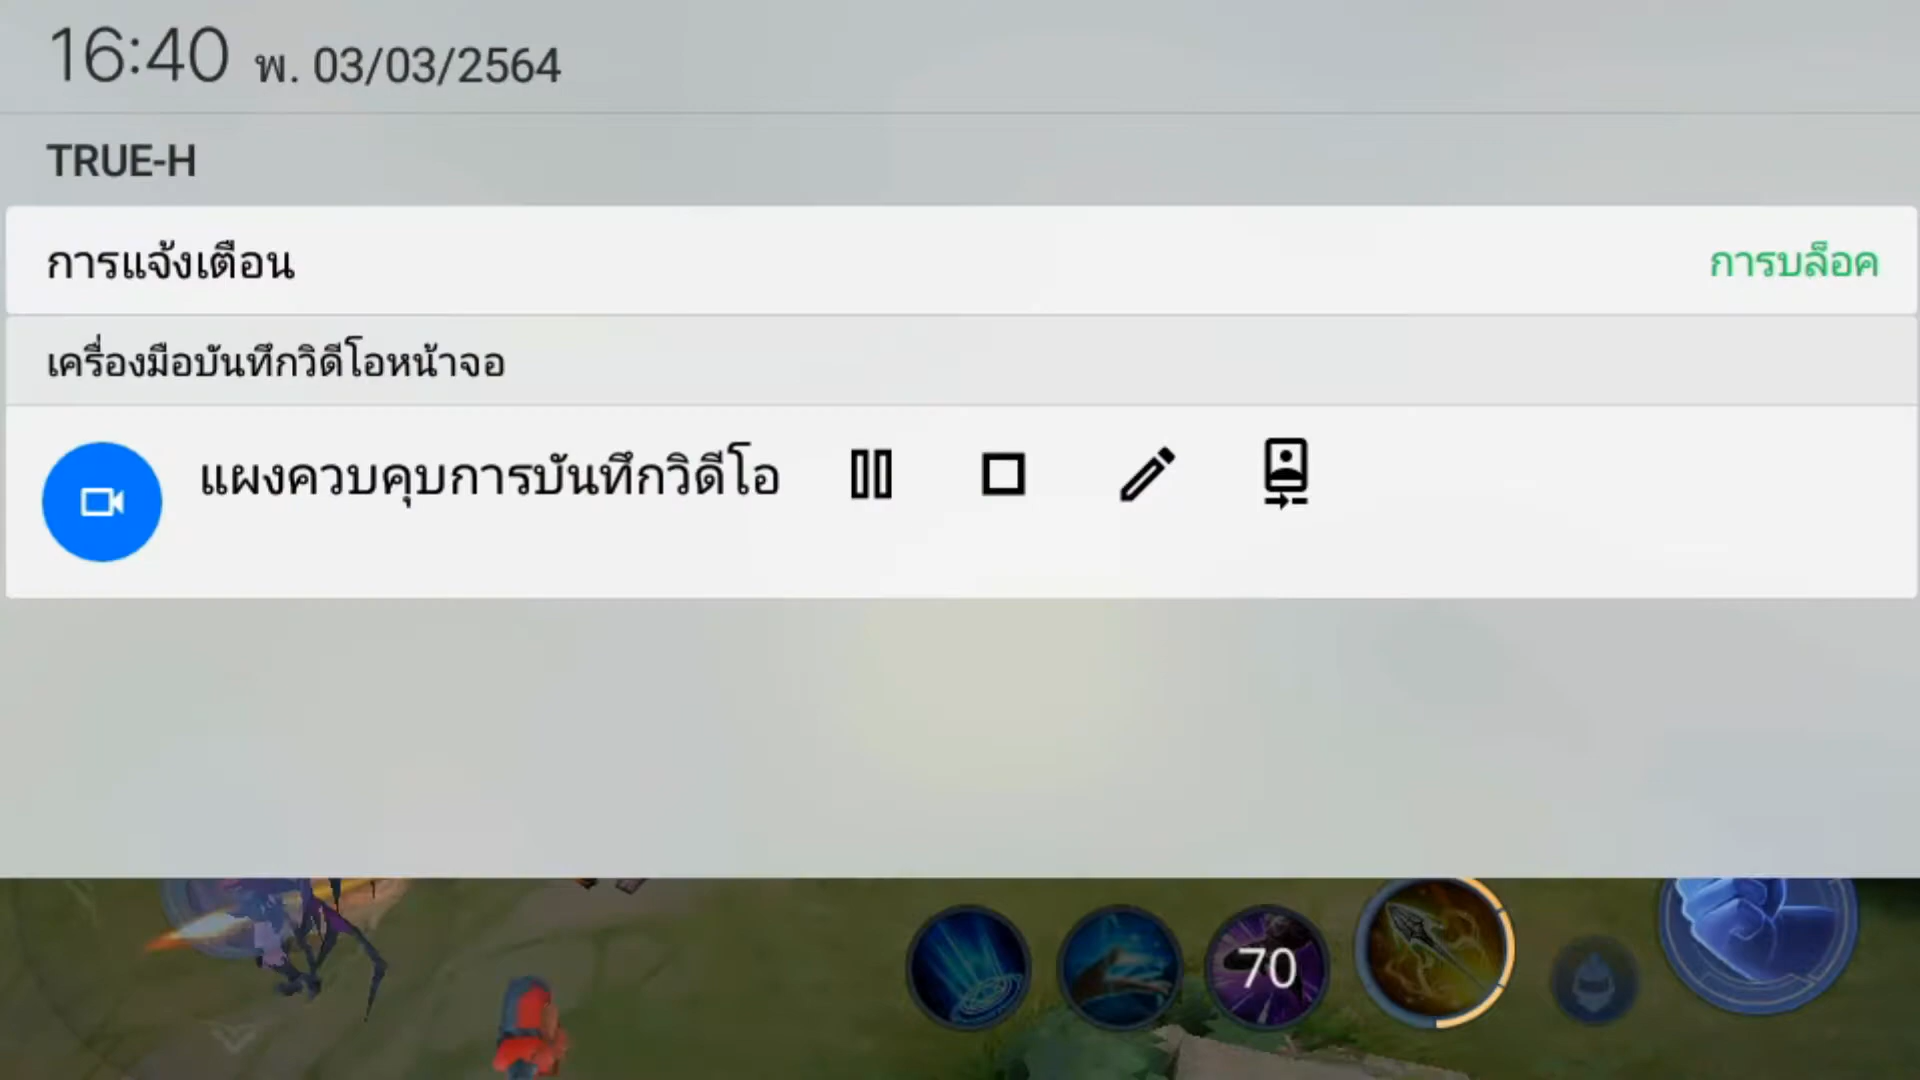 16:40 พ. 03/03/2564
TRUE-H
การแจ้งเตือน การบล็อค
เครื่องมือบันทึกวิดีโอหน้าจอ
แผงควบคุบการบันทึกวิดีโอ
70